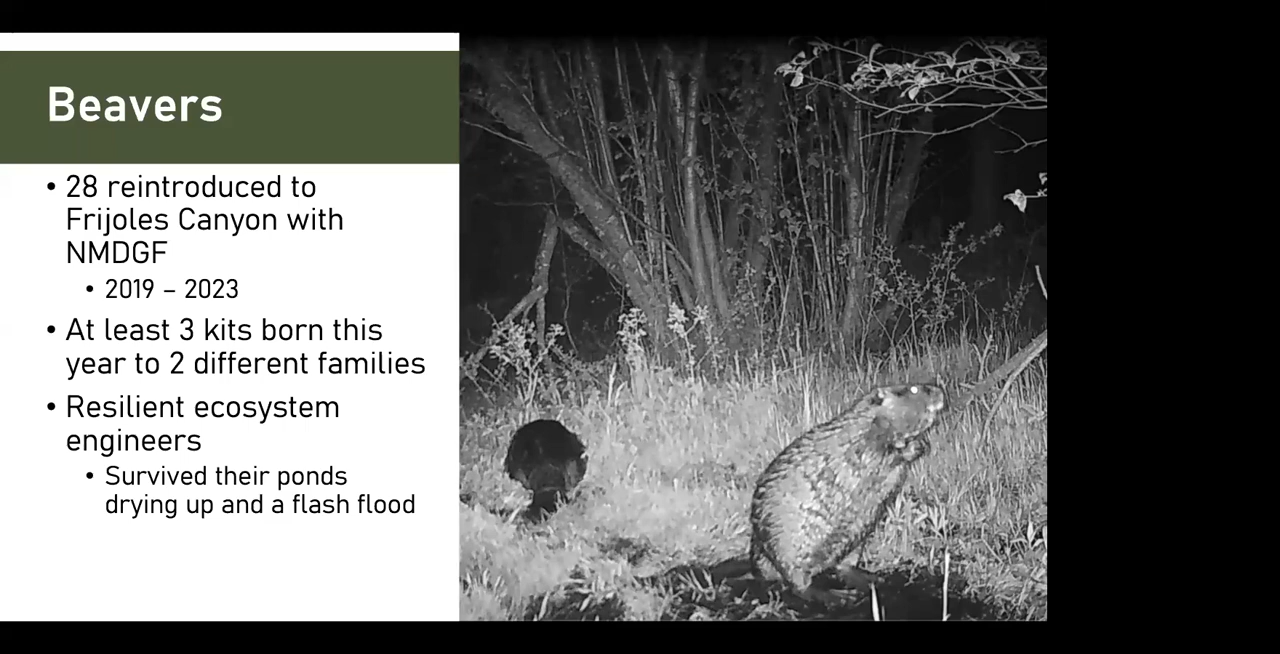 Beavers
• 28 reintroduced to
Frijoles Canyon with
NMDGF
• 2019 – 2023
• At least 3 kits born this
year to 2 different families
• Resilient ecosystem
engineers
• Survived their ponds
drying up and a flash flood